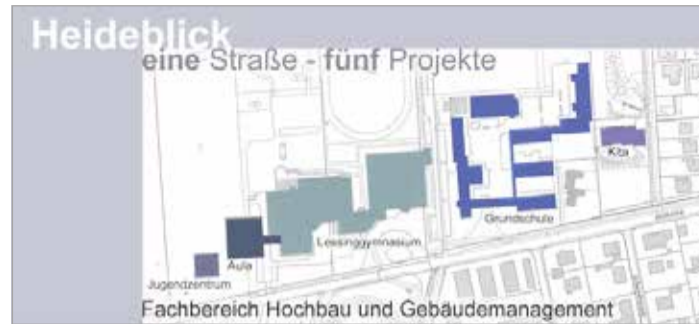 Heideblick
eine Straße - fünf Projekte
Kita
Grundschule
Lessinggymnasium
Aula
Jugendzentrum
Fachbereich Hochbau und Gebäudemanagement